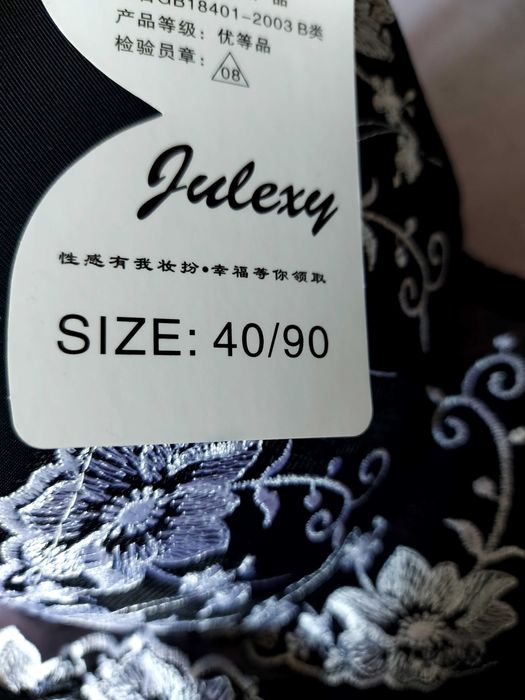 GB18401-2003 B类
产品等级：优等品
检验员章：08
Julexy
性感有我妆扮•幸福等你领取
SIZE: 40/90